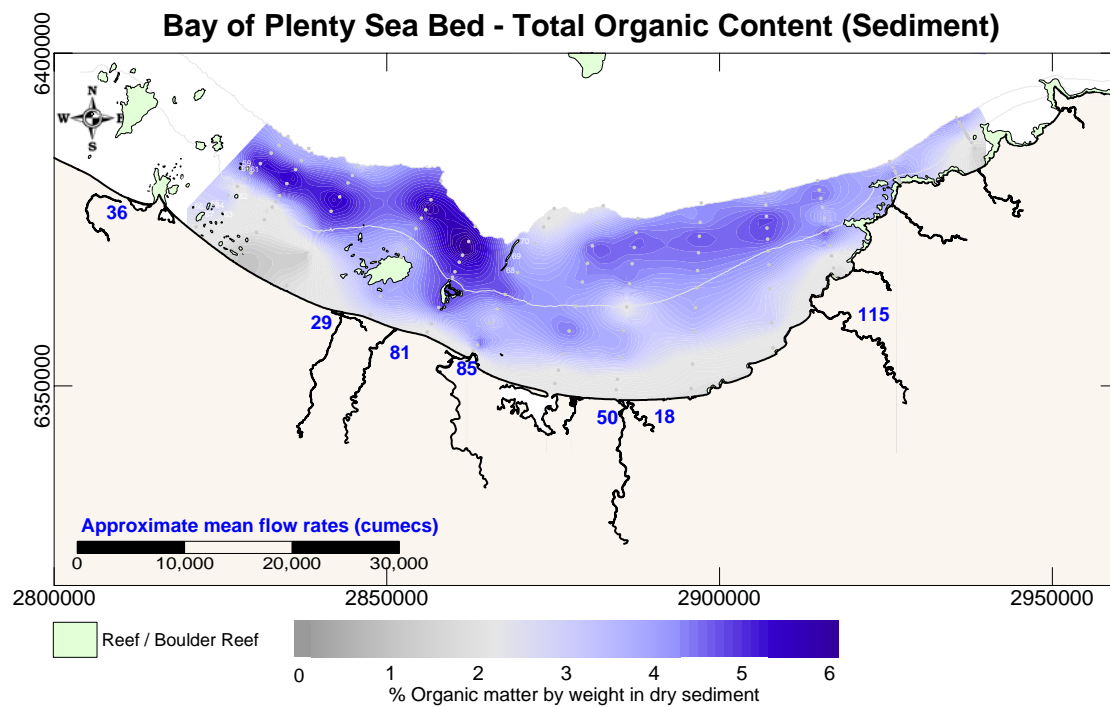 Bay of Plenty Sea Bed - Total Organic Content (Sediment)
6400000
N
W
E
S
36
29
81
85
50
18
115
6350000
Approximate mean flow rates (cumecs)
0 10,000 20,000 30,000
2800000 2850000 2900000 2950000
Reef / Boulder Reef
0 1 2 3 4 5 6
% Organic matter by weight in dry sediment